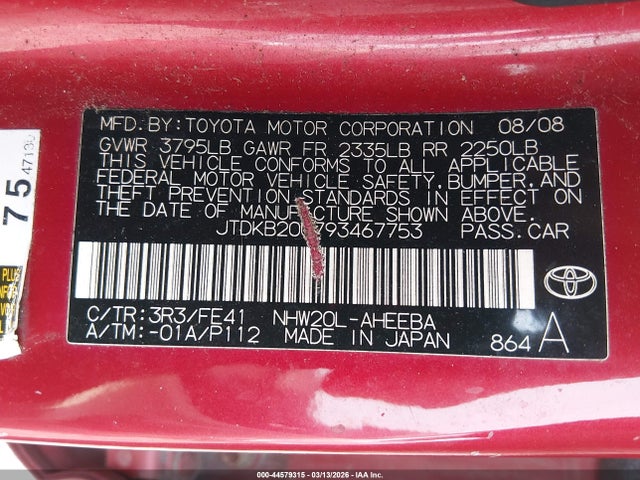 MFD. BY: TOYOTA MOTOR CORPORATION 08/08
GVWR 3795LB GAWR FR 2335LB RR 2250LB
THIS VEHICLE CONFORMS TO ALL APPLICABLE
FEDERAL MOTOR VEHICLE SAFETY, BUMPER, AND
THEFT PREVENTION STANDARDS IN EFFECT ON
THE DATE OF MANUFACTURE SHOWN ABOVE.
PASS. CAR
C/TR: 3R3/FE41 NHW20L-AHEEBA
A/TM: -01A/P112 MADE IN JAPAN 864 A
TOYOTA
75
PLUS
000-44579315 - 03/13/2026 - IAA Inc.